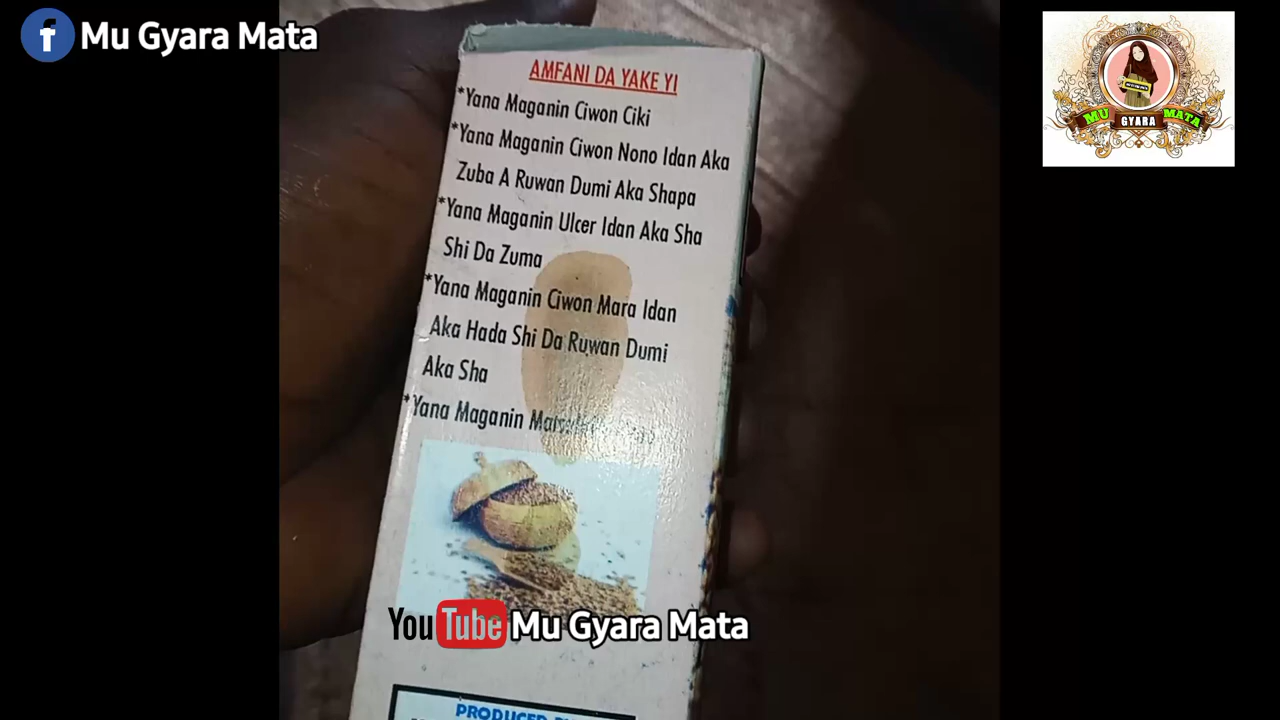 Mu Gyara Mata
MU GYARA MATA
AMFANI DA YAKE YI
*Yana Maganin Ciwon Ciki
*Yana Maganin Ciwon Nono Idan Aka
Zuba A Ruwan Dumi Aka Shapa
*Yana Maganin Ulcer Idan Aka Sha
Shi Da Zuma
*Yana Maganin Ciwon Mara Idan
Aka Hada Shi Da Ruwan Dumi
Aka Sha
*Yana Maganin
YouTube Mu Gyara Mata
PRODUCED